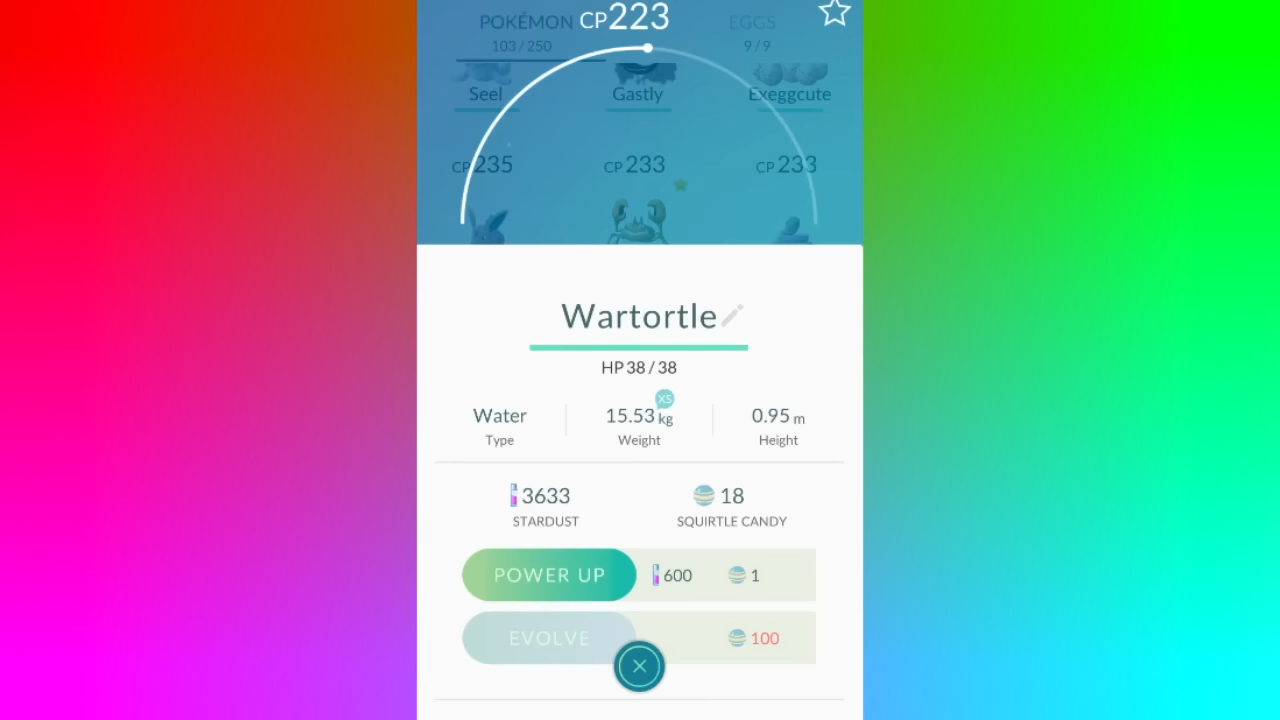 POKÉMON CP223 EGGS
103 / 250 9 / 9
Seel Gastly Exeggcute
CP235 CP233 CP233
Wartortle
HP 38 / 38
XS
Water 15.53 kg 0.95 m
Type Weight Height
3633 18
STARDUST SQUIRTLE CANDY
POWER UP 600 1
EVOLVE 100